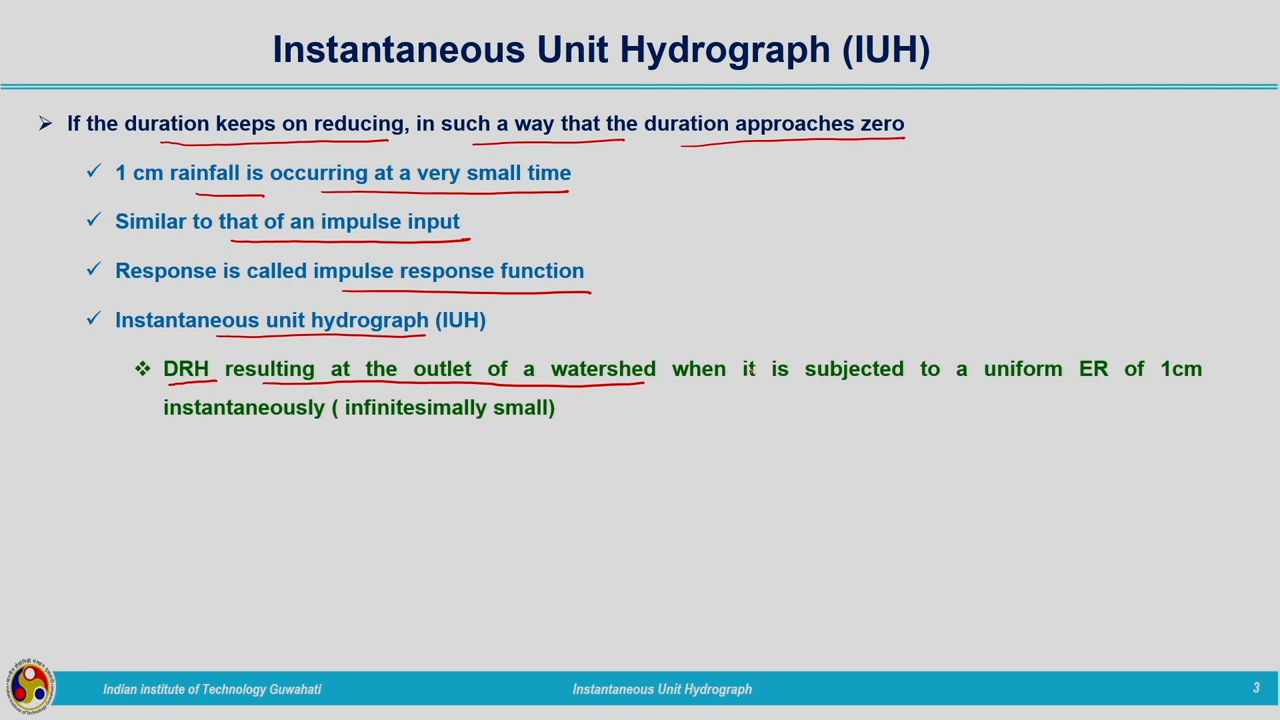 Instantaneous Unit Hydrograph (IUH)
If the duration keeps on reducing, in such a way that the duration approaches zero
1 cm rainfall is occurring at a very small time
Similar to that of an impulse input
Response is called impulse response function
Instantaneous unit hydrograph (IUH)
DRH resulting at the outlet of a watershed when it is subjected to a uniform ER of 1cm
instantaneously ( infinitesimally small)
Indian institute of Technology Guwahati
Instantaneous Unit Hydrograph
3